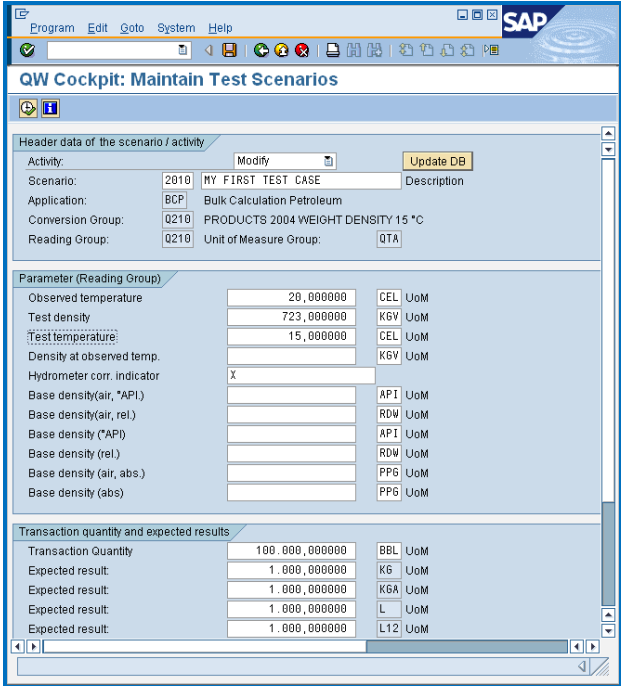 Program Edit Goto System Help
SAP
QW Cockpit: Maintain Test Scenarios
Header data of the scenario / activity
Activity: Modify Update DB
Scenario: 2010 MY FIRST TEST CASE Description
Application: BCP Bulk Calculation Petroleum
Conversion Group: Q210 PRODUCTS 2004 WEIGHT DENSITY 15 °C
Reading Group: Q210 Unit of Measure Group: QTA
Parameter (Reading Group)
Observed temperature 20,000000 CEL UoM
Test density 723,000000 KGV UoM
Test temperature 15,000000 CEL UoM
Density at observed temp. KGV UoM
Hydrometer corr. indicator X
Base density(air, °API.) API UoM
Base density(air, rel.) RDW UoM
Base density (°API) API UoM
Base density (rel.) RDW UoM
Base density (air, abs.) PPG UoM
Base density (abs) PPG UoM
Transaction quantity and expected results
Transaction Quantity 100.000,000000 BBL UoM
Expected result: 1.000,000000 KG UoM
Expected result: 1.000,000000 KGA UoM
Expected result: 1.000,000000 L UoM
Expected result: 1.000,000000 L12 UoM